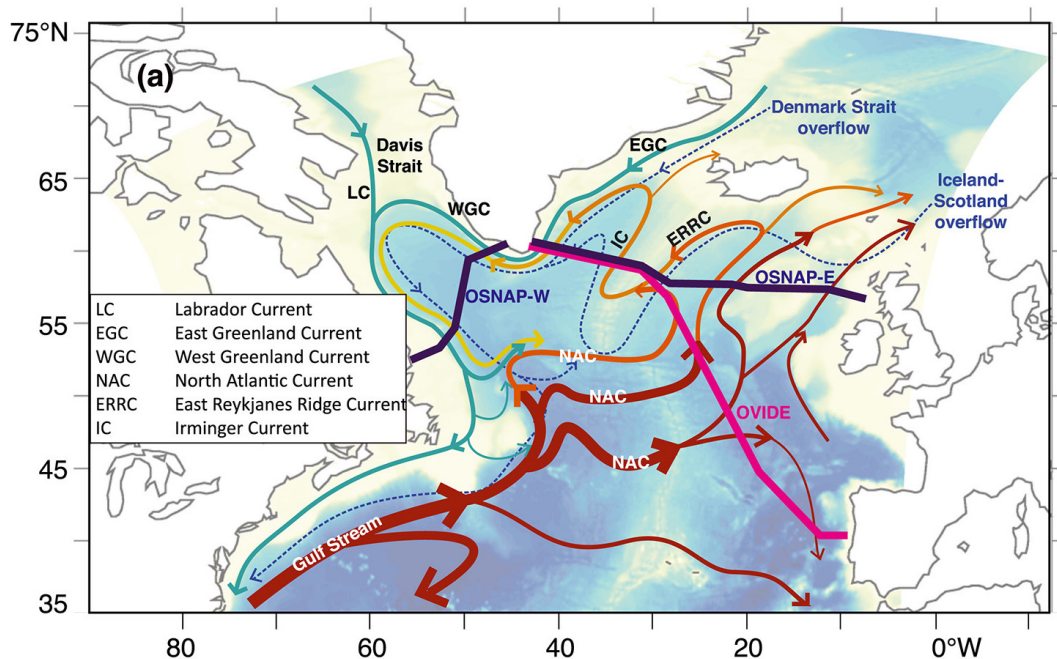 75°N
(a)
Denmark Strait
overflow
Davis
Strait
EGC
65
LC
WGC
Iceland-
Scotland
overflow
IC
ERRC
OSNAP-E
OSNAP-W
LC Labrador Current
EGC East Greenland Current
WGC West Greenland Current
NAC North Atlantic Current
ERRC East Reykjanes Ridge Current
IC Irminger Current
55
NAC
NAC
OVIDE
NAC
45
Gulf Stream
35
80 60 40 20 0°W